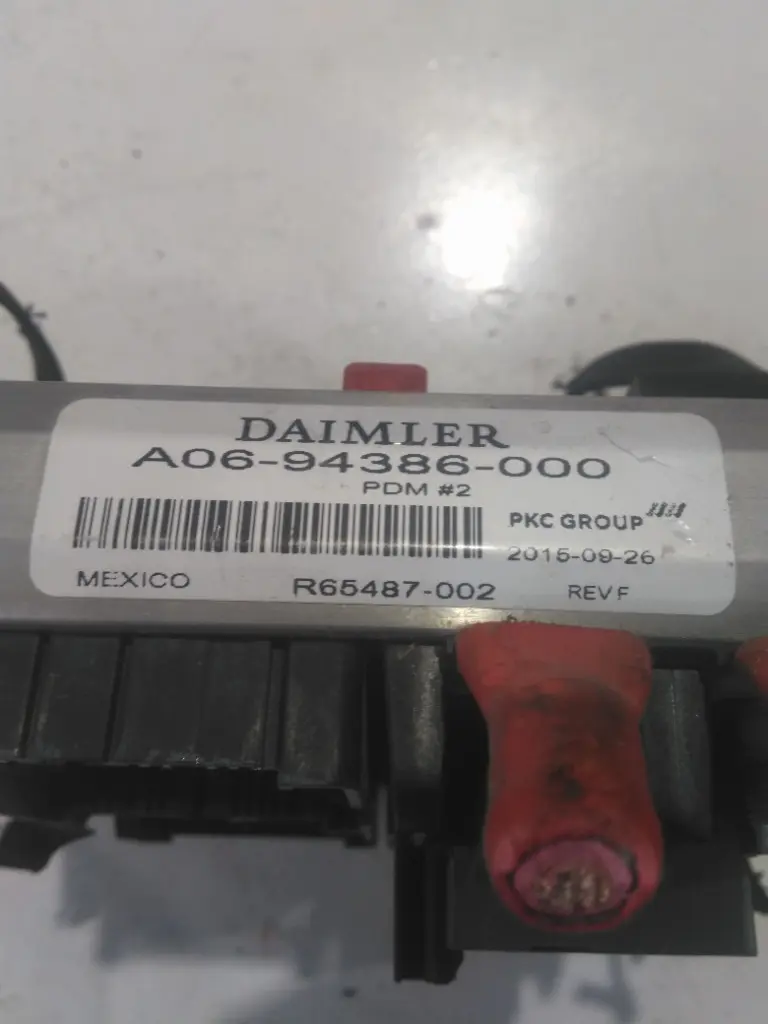 DAIMLER
A06-94386-000
PDM #2
PKC GROUP
2015-09-26
MEXICO R65487-002 REV F